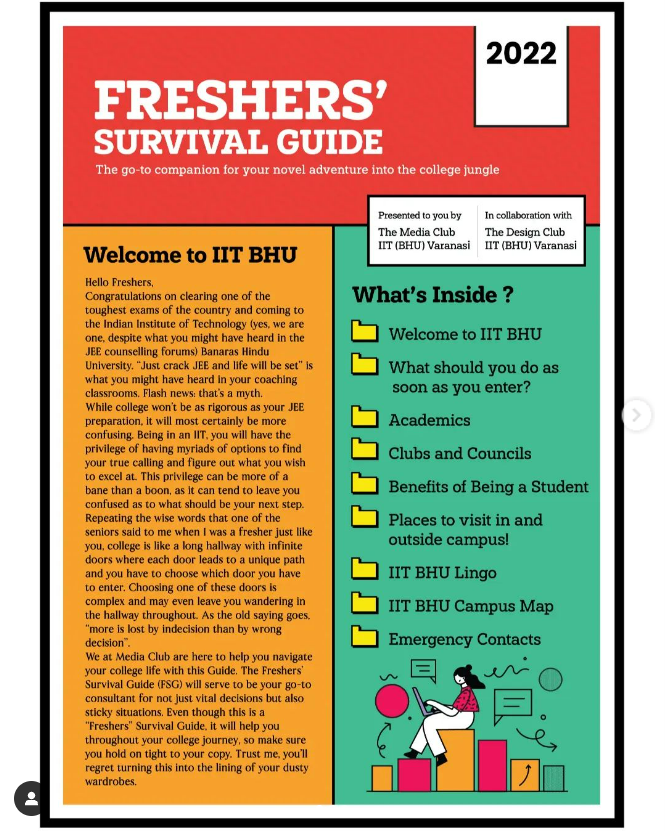 2022
FRESHERS’
SURVIVAL GUIDE
The go-to companion for your novel adventure into the college jungle
Presented to you by
The Media Club
IIT (BHU) Varanasi
In collaboration with
The Design Club
IIT (BHU) Varanasi
Welcome to IIT BHU
Hello Freshers,
Congratulations on clearing one of the
toughest exams of the country and coming to
the Indian Institute of Technology (yes, we are
one, despite what you might have heard in the
JEE counselling forums) Banaras Hindu
University. “Just crack JEE and life will be set” is
what you might have heard in your coaching
classrooms. Flash news: that’s a myth.
While college won’t be as rigorous as your JEE
preparation, it will most certainly be more
confusing. Being in an IIT, you will have the
privilege of having myriads of options to find
your true calling and figure out what you wish
to excel at. This privilege can be more of a
bane than a boon, as it can tend to leave you
confused as to what should be your next step.
Repeating the wise words that one of the
seniors said to me when I was a fresher just like
you, college is like a long hallway with infinite
doors where each door leads to a unique path
and you have to choose which door you have
to enter. Choosing one of these doors is
complex and may even leave you wandering in
the hallway throughout. As the old saying goes,
“more is lost by indecision than by wrong
decision”.
We at Media Club are here to help you navigate
your college life with this Guide. The Freshers’
Survival Guide (FSG) will serve to be your go-to
consultant for not just vital decisions but also
sticky situations. Even though this is a
“Freshers” Survival Guide, it will help you
throughout your college journey, so make sure
you hold on tight to your copy. Trust me, you’ll
regret turning this into the lining of your dusty
wardrobes.
What’s Inside ?
Welcome to IIT BHU
What should you do as
soon as you enter?
Academics
Clubs and Councils
Benefits of Being a Student
Places to visit in and
outside campus!
IIT BHU Lingo
IIT BHU Campus Map
Emergency Contacts